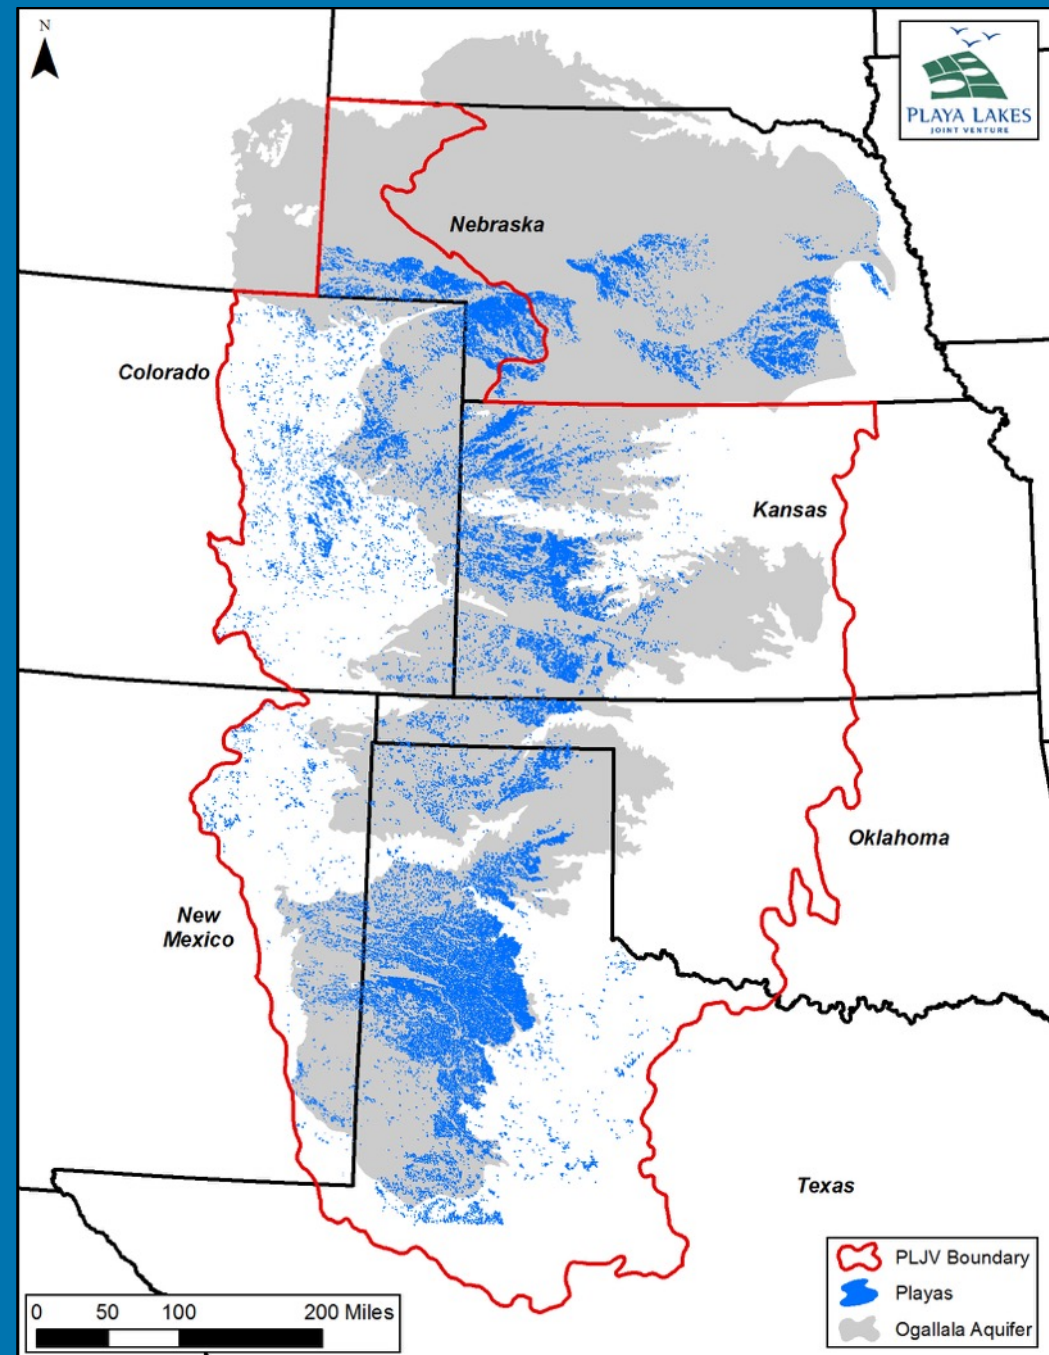 N
PLAYA LAKES
JOINT VENTURE
Nebraska
Colorado
Kansas
Oklahoma
New
Mexico
Texas
PLJV Boundary
Playas
Ogallala Aquifer
0 50 100 200 Miles